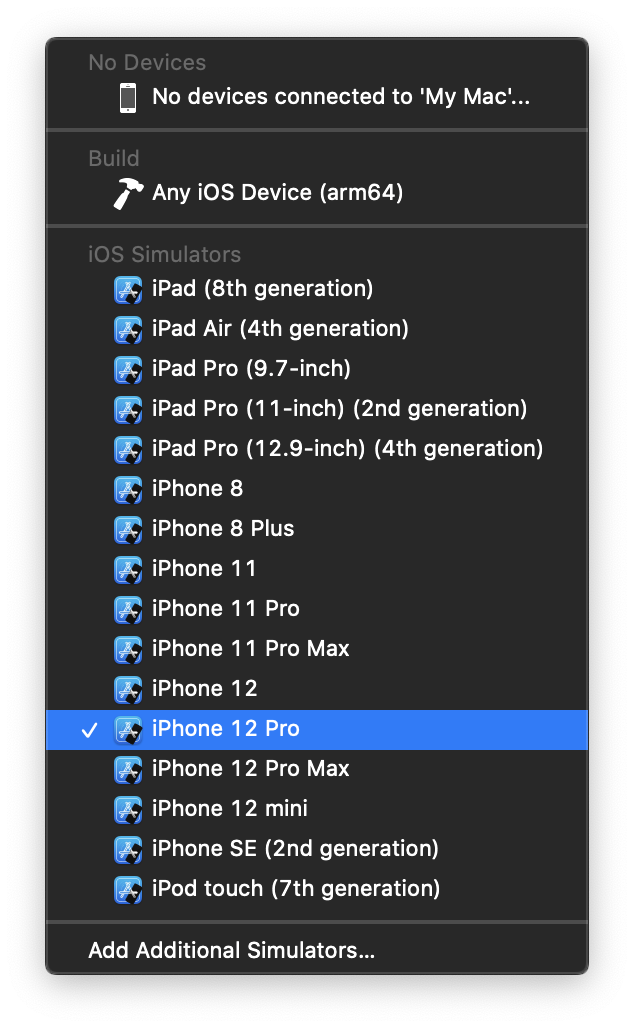 No Devices
No devices connected to 'My Mac'...
Build
Any iOS Device (arm64)
iOS Simulators
iPad (8th generation)
iPad Air (4th generation)
iPad Pro (9.7-inch)
iPad Pro (11-inch) (2nd generation)
iPad Pro (12.9-inch) (4th generation)
iPhone 8
iPhone 8 Plus
iPhone 11
iPhone 11 Pro
iPhone 11 Pro Max
iPhone 12
iPhone 12 Pro
iPhone 12 Pro Max
iPhone 12 mini
iPhone SE (2nd generation)
iPod touch (7th generation)
Add Additional Simulators...